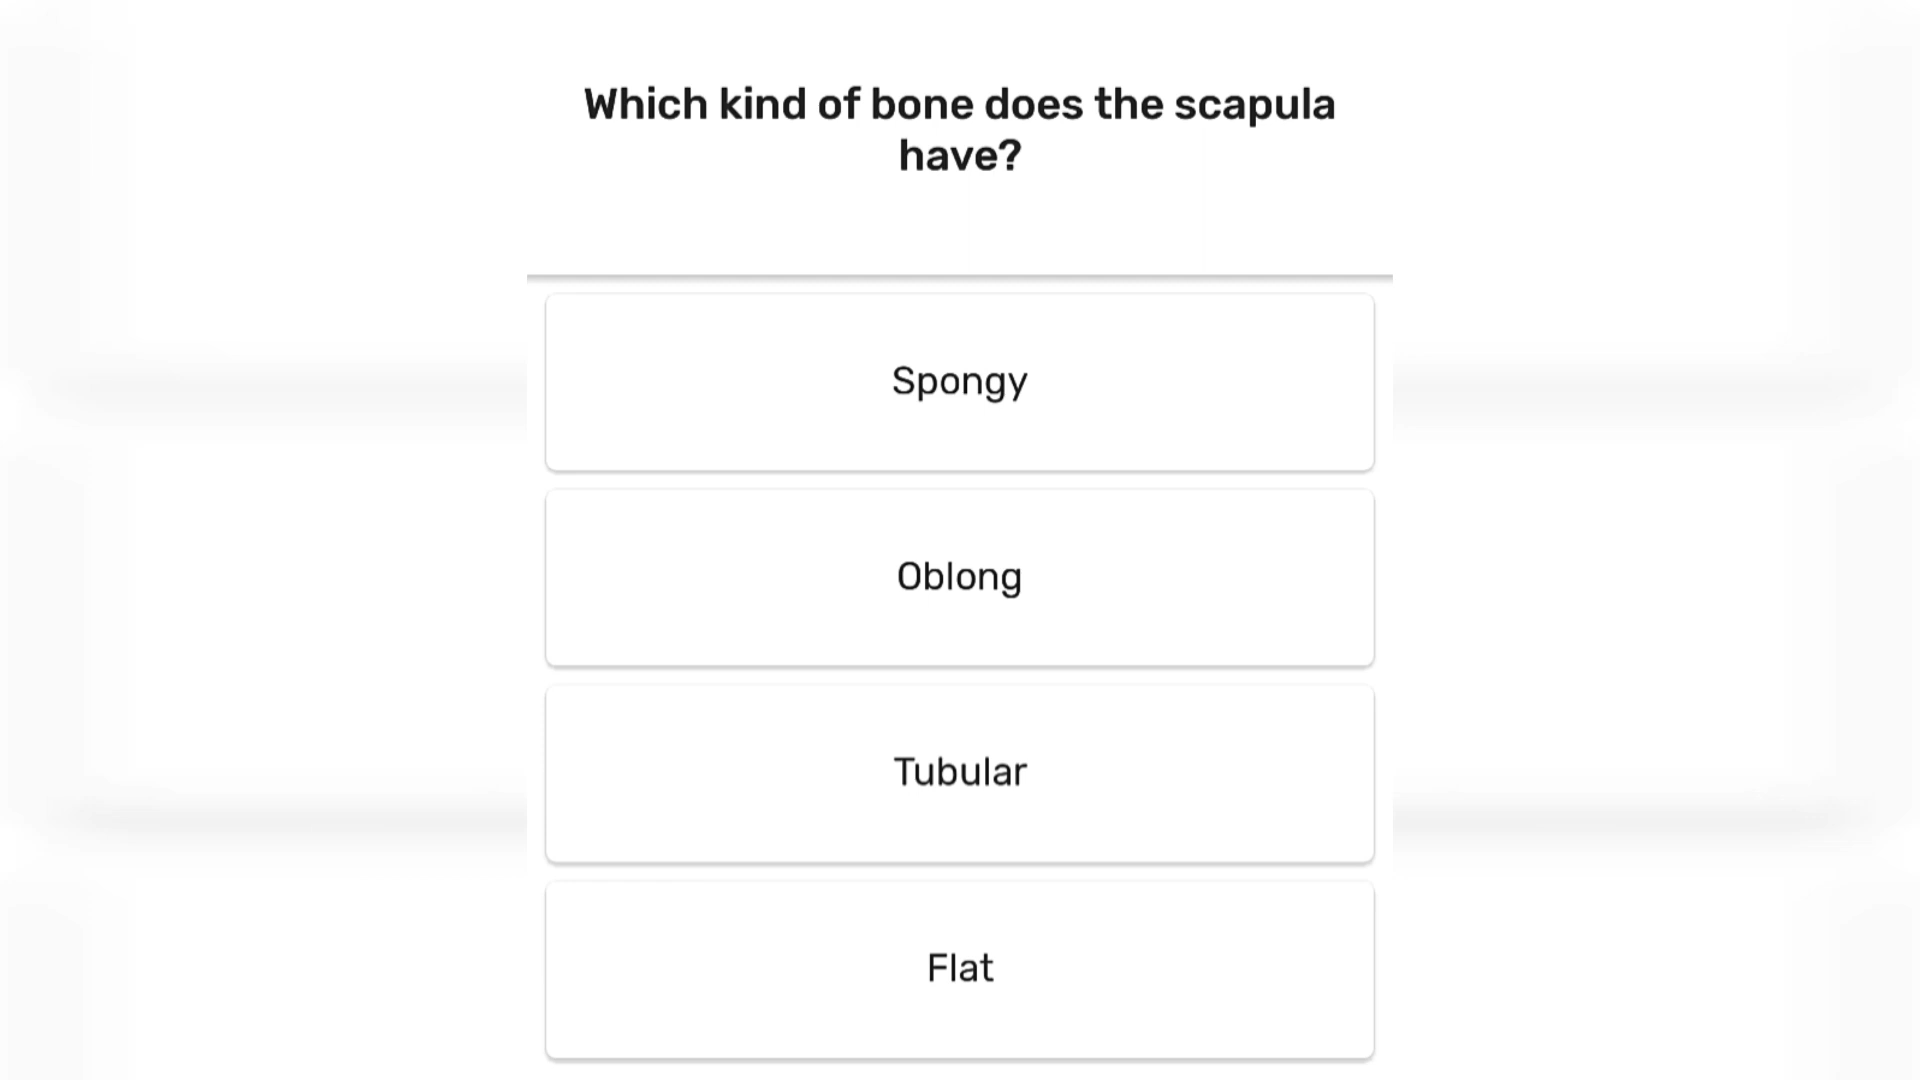 Which kind of bone does the scapula
have?
Spongy
Oblong
Tubular
Flat